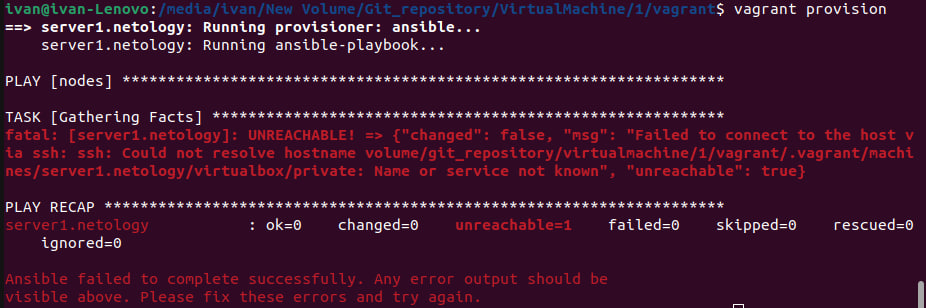 ivan@ivan-Lenovo:/media/ivan/New Volume/Git_repository/VirtualMachine/1/vagrant$ vagrant provision
==> server1.netology: Running provisioner: ansible...
    server1.netology: Running ansible-playbook...

PLAY [nodes] *******************************************************************

TASK [Gathering Facts] *********************************************************
fatal: [server1.netology]: UNREACHABLE! => {"changed": false, "msg": "Failed to connect to the host v
ia ssh: ssh: Could not resolve hostname volume/git_repository/virtualmachine/1/vagrant/.vagrant/machi
nes/server1.netology/virtualbox/private: Name or service not known", "unreachable": true}

PLAY RECAP *********************************************************************
server1.netology           : ok=0    changed=0    unreachable=1    failed=0    skipped=0    rescued=0
    ignored=0

Ansible failed to complete successfully. Any error output should be
visible above. Please fix these errors and try again.